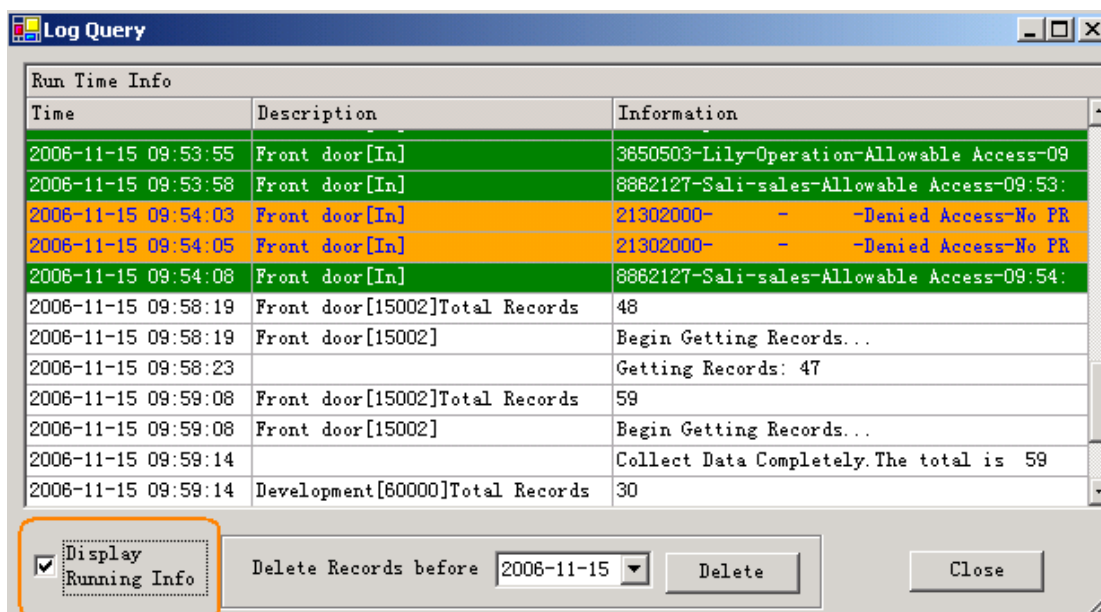 Log Query
Run Time Info
Time Description Information
2006-11-15 09:53:55 Front door[In] 3650503-Lily-Operation-Allowable Access-09
2006-11-15 09:53:58 Front door[In] 8862127-Sali-sales-Allowable Access-09:53:
2006-11-15 09:54:03 Front door[In] 21302000- - -Denied Access-No PR
2006-11-15 09:54:05 Front door[In] 21302000- - -Denied Access-No PR
2006-11-15 09:54:08 Front door[In] 8862127-Sali-sales-Allowable Access-09:54:
2006-11-15 09:58:19 Front door[15002]Total Records 48
2006-11-15 09:58:19 Front door[15002] Begin Getting Records...
2006-11-15 09:58:23 Getting Records: 47
2006-11-15 09:59:08 Front door[15002]Total Records 59
2006-11-15 09:59:08 Front door[15002] Begin Getting Records...
2006-11-15 09:59:14 Collect Data Completely.The total is 59
2006-11-15 09:59:14 Development[60000]Total Records 30
Display
Running Info
Delete Records before 2006-11-15 Delete Close